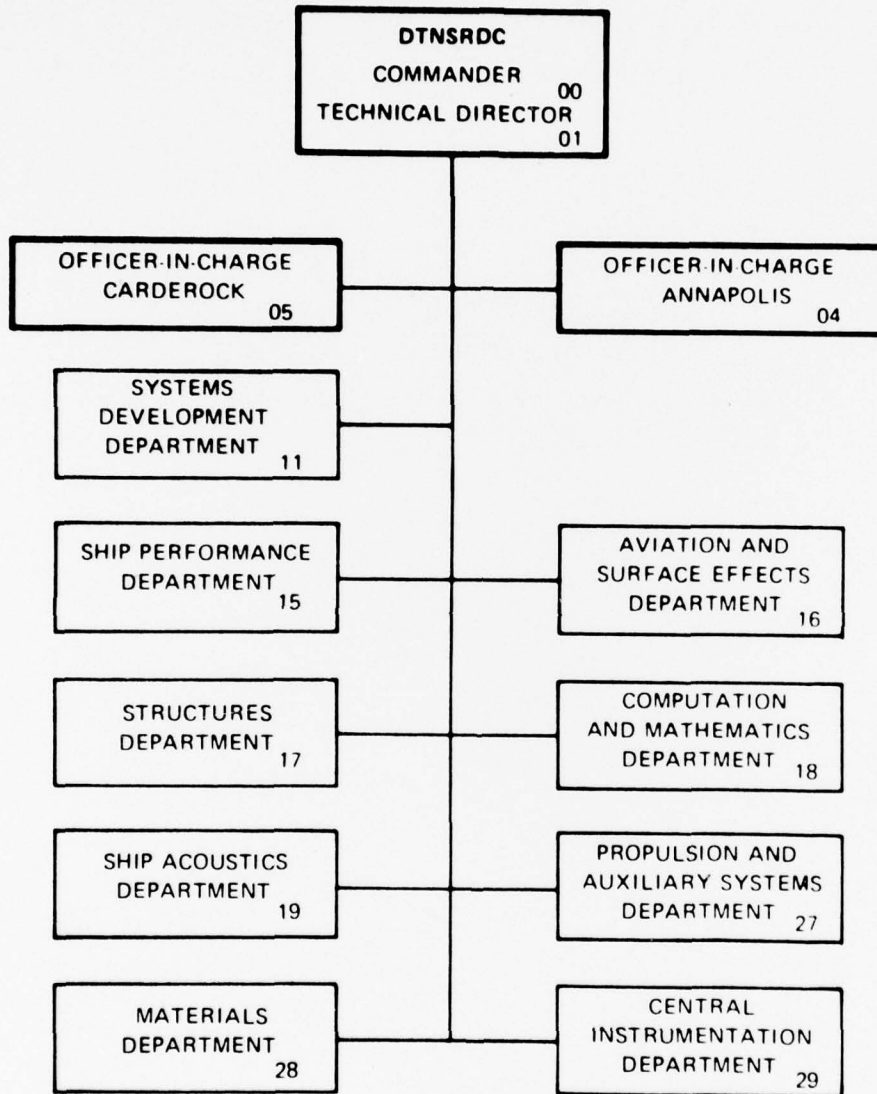 DTNSRDC
COMMANDER
00
TECHNICAL DIRECTOR
01
OFFICER-IN-CHARGE
CARDEROCK
05
OFFICER-IN-CHARGE
ANNAPOLIS
04
SYSTEMS
DEVELOPMENT
DEPARTMENT
11
SHIP PERFORMANCE
DEPARTMENT
15
AVIATION AND
SURFACE EFFECTS
DEPARTMENT
16
STRUCTURES
DEPARTMENT
17
COMPUTATION
AND MATHEMATICS
DEPARTMENT
18
SHIP ACOUSTICS
DEPARTMENT
19
PROPULSION AND
AUXILIARY SYSTEMS
DEPARTMENT
27
MATERIALS
DEPARTMENT
28
CENTRAL
INSTRUMENTATION
DEPARTMENT
29